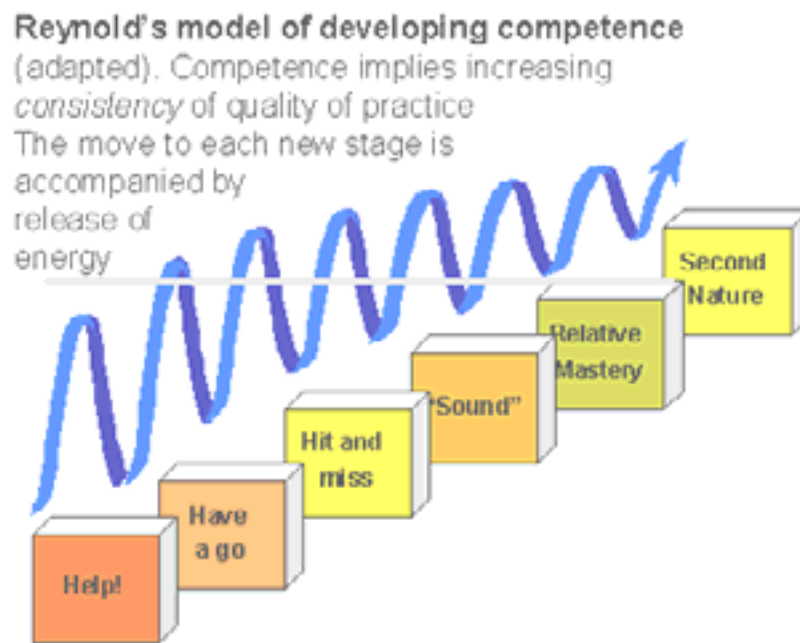 Reynold's model of developing competence
(adapted). Competence implies increasing
consistency of quality of practice
The move to each new stage is
accompanied by
release of
energy
Second
Nature
Relative
Mastery
"Sound"
Hit and
miss
Have
a go
Help!